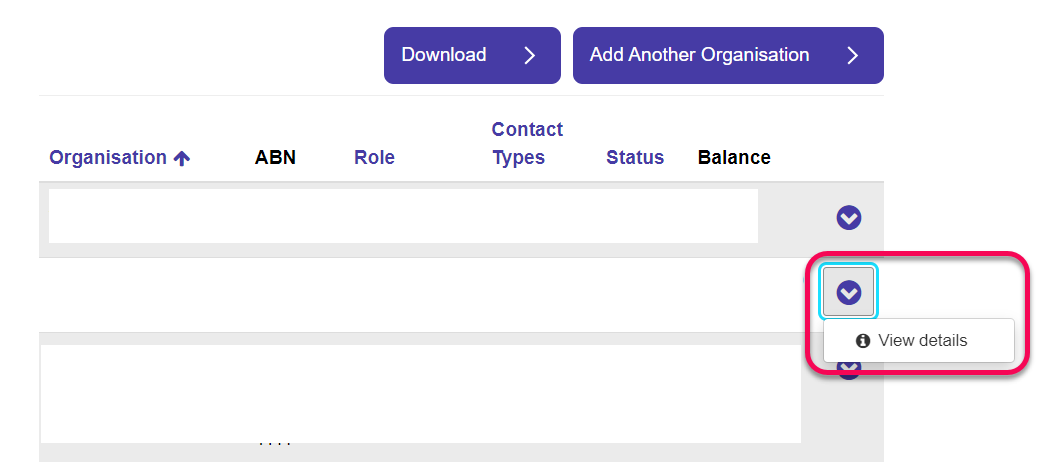 Download
Add Another Organisation
Organisation
ABN
Role
Contact
Types
Status
Balance
View details